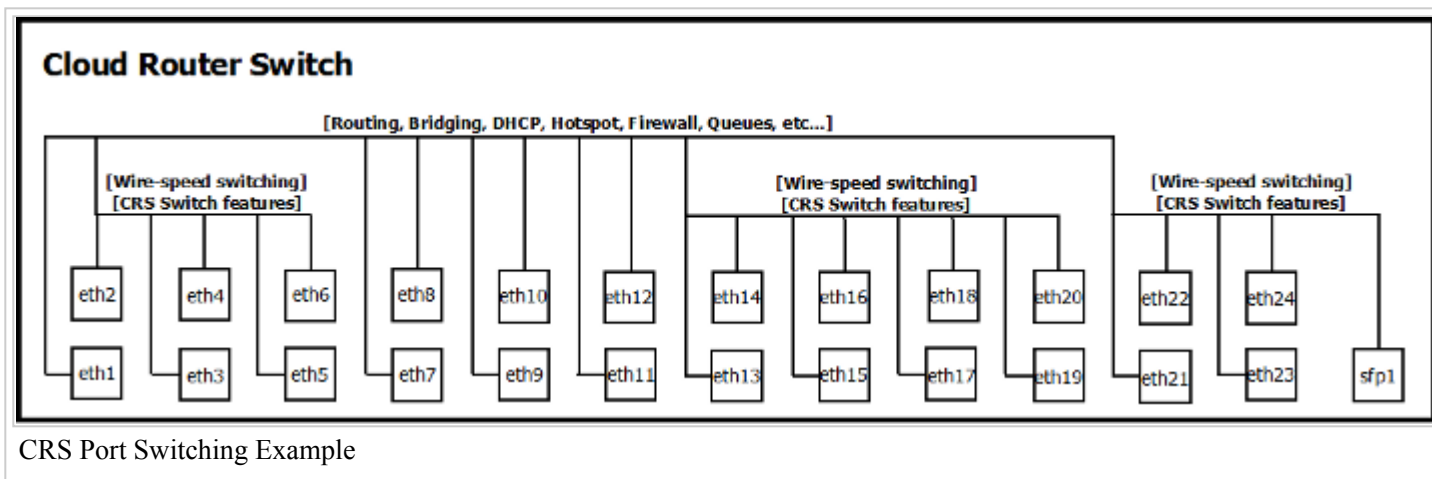 Cloud Router Switch
[Routing, Bridging, DHCP, Hotspot, Firewall, Queues, etc...]
[Wire-speed switching]
[CRS Switch features]
[Wire-speed switching]
[CRS Switch features]
[Wire-speed switching]
[CRS Switch features]
eth2 eth4 eth6 eth8 eth10 eth12 eth14 eth16 eth18 eth20 eth22 eth24
eth1 eth3 eth5 eth7 eth9 eth11 eth13 eth15 eth17 eth19 eth21 eth23 sfp1
CRS Port Switching Example